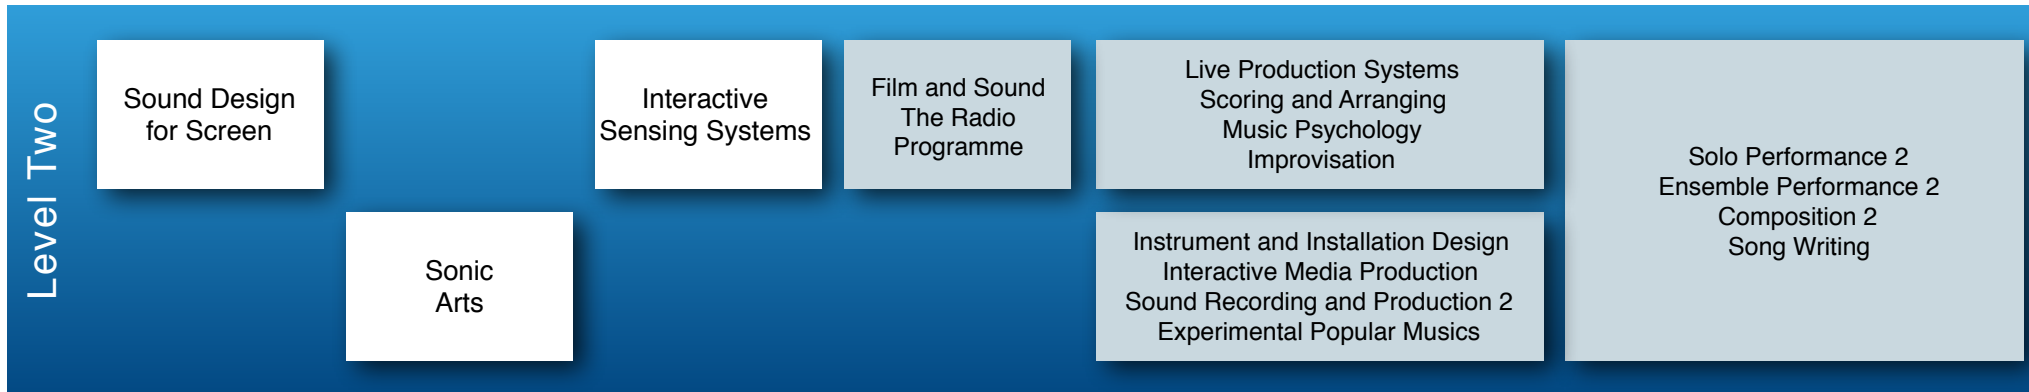 Level Two
Sound Design
for Screen
Sonic
Arts
Interactive
Sensing Systems
Film and Sound
The Radio
Programme
Live Production Systems
Scoring and Arranging
Music Psychology
Improvisation
Instrument and Installation Design
Interactive Media Production
Sound Recording and Production 2
Experimental Popular Musics
Solo Performance 2
Ensemble Performance 2
Composition 2
Song Writing